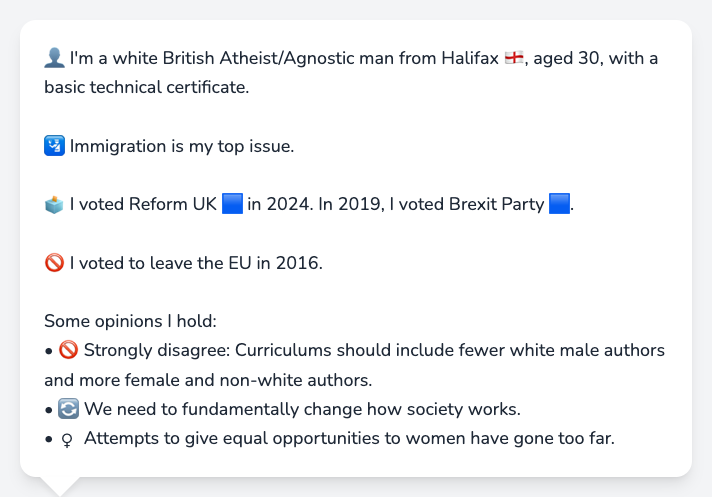 👤 I'm a white British Atheist/Agnostic man from Halifax 🏴󠁧󠁢󠁥󠁮󠁧󠁿, aged 30, with a
basic technical certificate.
🛂 Immigration is my top issue.
🗳️ I voted Reform UK 🟦 in 2024. In 2019, I voted Brexit Party 🟦.
🚫 I voted to leave the EU in 2016.
Some opinions I hold:
• 🚫 Strongly disagree: Curriculums should include fewer white male authors
and more female and non-white authors.
• 🔄 We need to fundamentally change how society works.
• ♀ Attempts to give equal opportunities to women have gone too far.